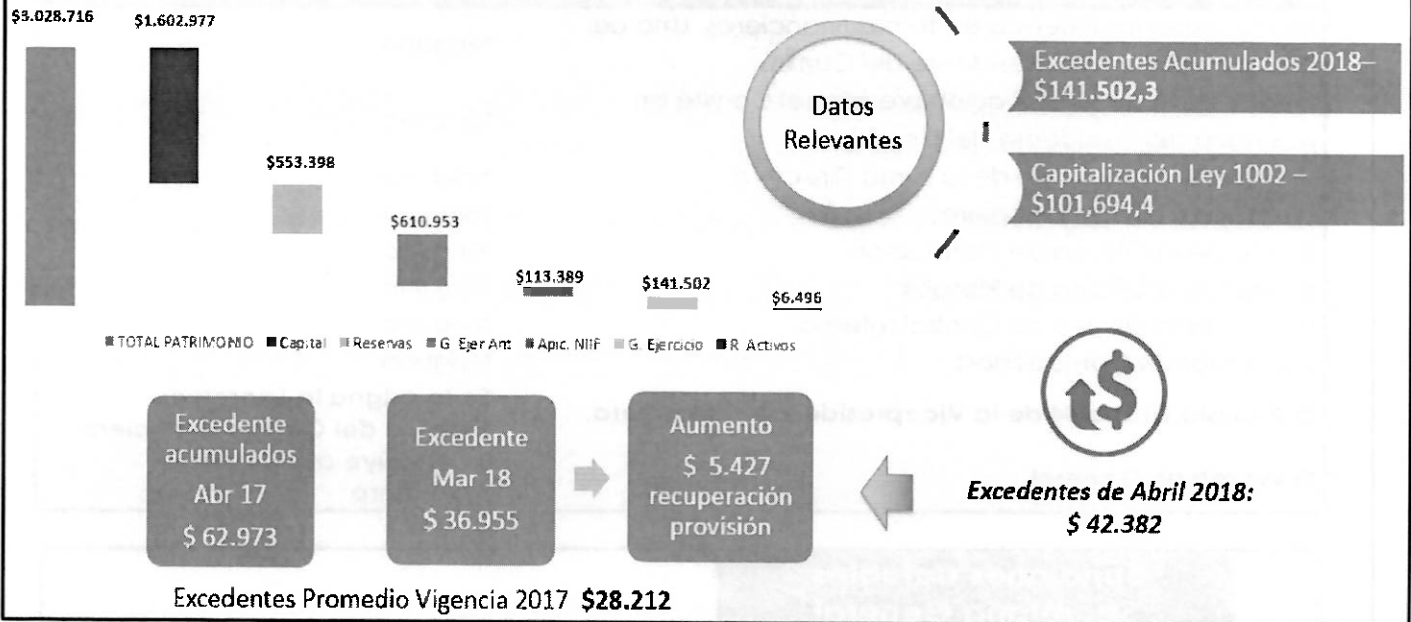 $3.028.716
$1.602.977
$553.398
$610.953
$113.389
$141.502
$6.496
TOTAL PATRIMONIO Capital Reservas G. Ejer Ant Apic. NIIF G. Ejercicio R. Activos
Datos
Relevantes
Excedentes Acumulados 2018–
$141.502,3
Capitalización Ley 1002 –
$101,694,4
Excedente
acumulados
Abr 17
$ 62.973
Excedente
Mar 18
$ 36.955
Aumento
$ 5.427
recuperación
provisión
$
Excedentes de Abril 2018:
$ 42.382
Excedentes Promedio Vigencia 2017 $28.212